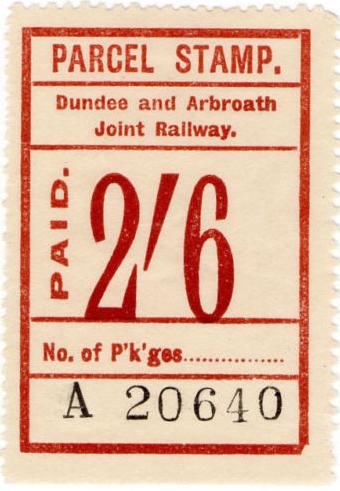 PARCEL STAMP.
Dundee and Arbroath
Joint Railway.
PAID.
2/6
No. of P'k'ges................
A 20640